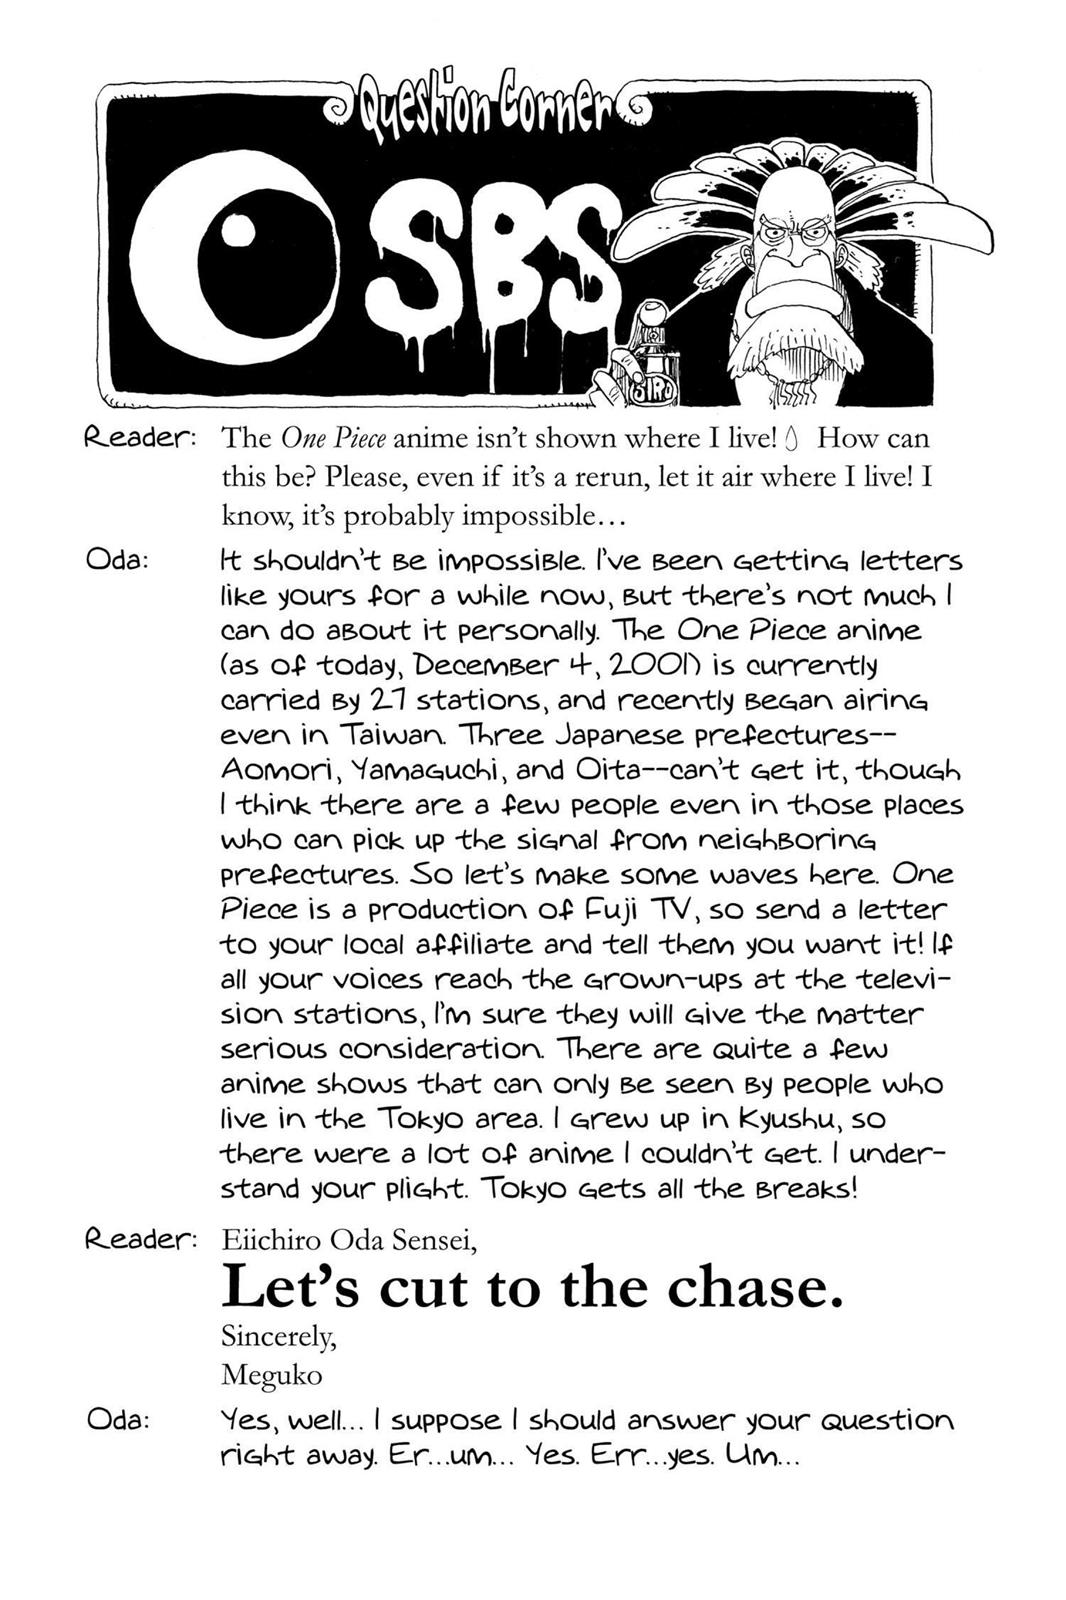 Question Corner
SBS
SIRO
Reader: The One Piece anime isn't shown where I live! How can
this be? Please, even if it's a rerun, let it air where I live! I
know, it's probably impossible…
Oda: It shouldn't be impossible. I've been getting letters
like yours for a while now, but there's not much I
can do about it personally. The One Piece anime
(as of today, December 4, 2001) is currently
carried by 27 stations, and recently began airing
even in Taiwan. Three Japanese prefectures--
Aomori, Yamaguchi, and Oita--can't get it, though
I think there are a few people even in those places
who can pick up the signal from neighboring
prefectures. So let's make some waves here. One
Piece is a production of Fuji TV, so send a letter
to your local affiliate and tell them you want it! If
all your voices reach the grown-ups at the televi-
sion stations, I'm sure they will give the matter
serious consideration. There are quite a few
anime shows that can only be seen by people who
live in the Tokyo area. I grew up in Kyushu, so
there were a lot of anime I couldn't get. I under-
stand your plight. Tokyo gets all the breaks!
Reader: Eiichiro Oda Sensei,
Let's cut to the chase.
Sincerely,
Meguko
Oda: Yes, well... I suppose I should answer your question
right away. Er...um... Yes. Err...yes. Um...